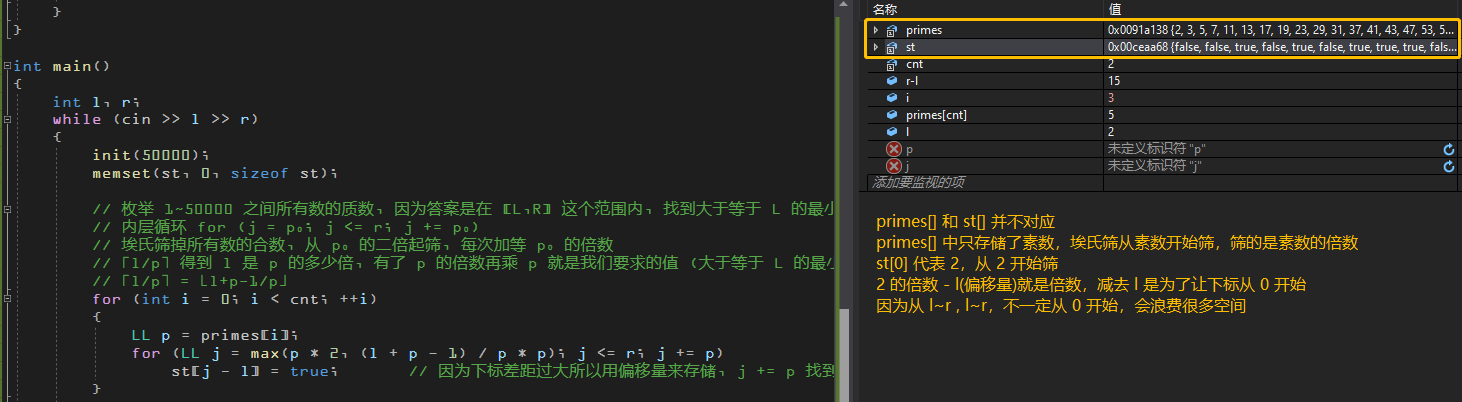 }
}
int main()
{
int l, r;
while (cin >> l >> r)
{
init(50000);
memset(st, 0, sizeof st);
// 枚举 1~50000 之间所有数的质数, 因为答案是在 [L,R] 这个范围内, 找到大于等于 L 的最小
// 内层循环 for (j = p₀; j <= r; j += p₀)
// 埃氏筛掉所有数的合数, 从 p₀ 的二倍起筛, 每次加等 p₀ 的倍数
// ⌈l/p⌉ 得到 l 是 p 的多少倍, 有了 p 的倍数再乘 p 就是我们要求的值 (大于等于 L 的最小
// ⌈l/p⌉ = ⌊l+p-1/p⌋
for (int i = 0; i < cnt; ++i)
{
LL p = primes[i];
for (LL j = max(p * 2, (l + p - 1) / p * p); j <= r; j += p)
st[j - l] = true; // 因为下标差距过大所以用偏移量来存储, j += p 找到
}
名称 值
primes 0x0091a138 {2, 3, 5, 7, 11, 13, 17, 19, 23, 29, 31, 37, 41, 43, 47, 53, 5...
st 0x00ceaa68 {false, false, true, false, true, false, true, true, true, fals...
cnt 2
r-l 15
i 3
primes[cnt] 5
l 2
p 未定义标识符 "p"
j 未定义标识符 "j"
添加要监视的项
primes[] 和 st[] 并不对应
primes[] 中只存储了素数，埃氏筛从素数开始筛，筛的是素数的倍数
st[0] 代表 2，从 2 开始筛
2 的倍数 - l(偏移量)就是倍数，减去 l 是为了让下标从 0 开始
因为从 l~r , l~r，不一定从 0 开始，会浪费很多空间